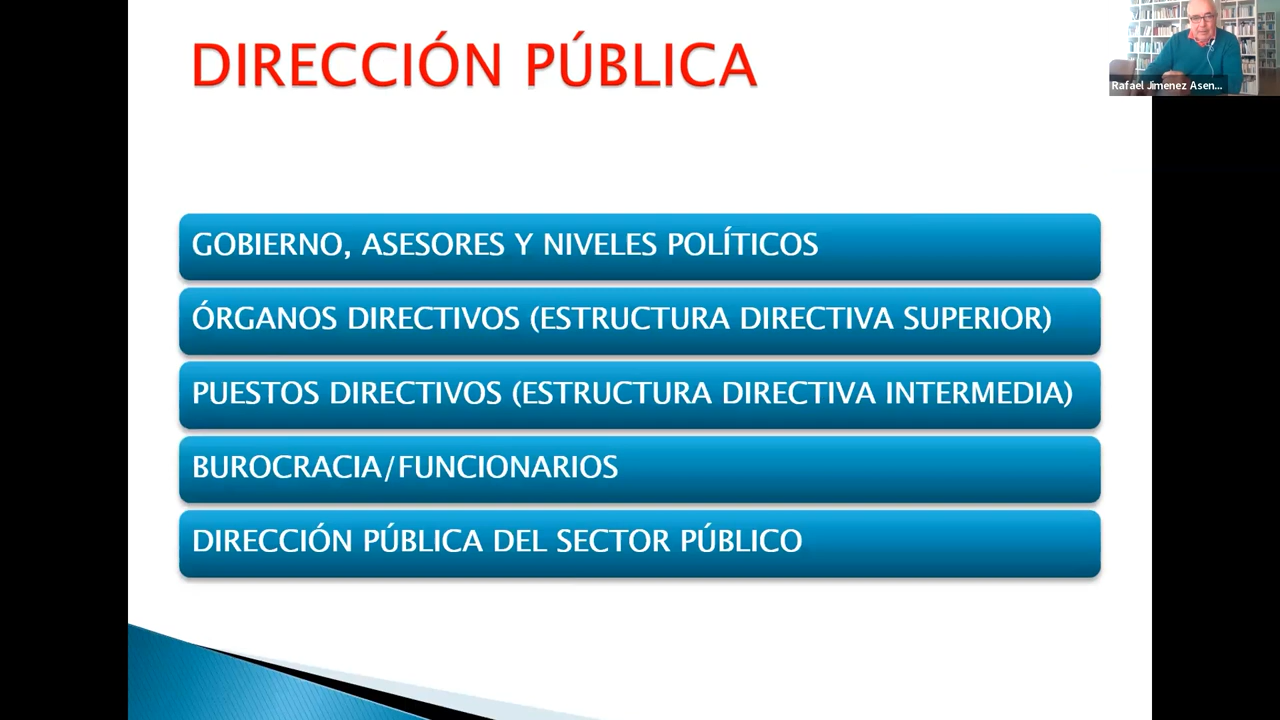 DIRECCIÓN PÚBLICA
Rafael Jimenez Asen...
GOBIERNO, ASESORES Y NIVELES POLÍTICOS
ÓRGANOS DIRECTIVOS (ESTRUCTURA DIRECTIVA SUPERIOR)
PUESTOS DIRECTIVOS (ESTRUCTURA DIRECTIVA INTERMEDIA)
BUROCRACIA/FUNCIONARIOS
DIRECCIÓN PÚBLICA DEL SECTOR PÚBLICO